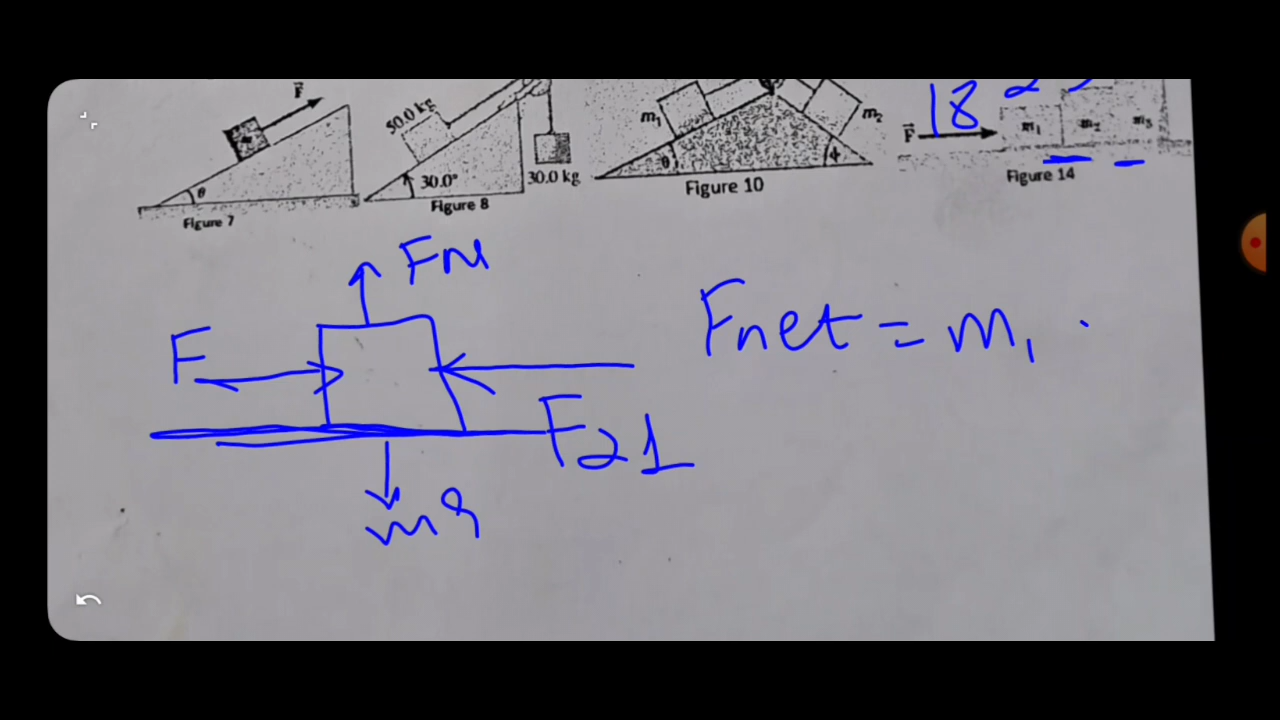 F
50.0 kg
m₁
m₂
18
F
m₁ m₂ m₃
θ
30.0°
30.0 kg
θ
ϕ
Figure 7
Figure 8
Figure 10
Figure 14
FN
F
Fnet = m₁ ·
F21
mg